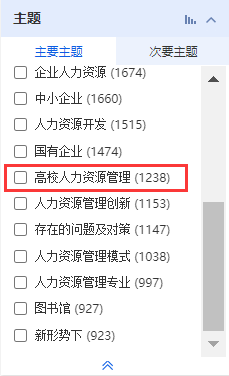 主题
主要主题 次要主题
企业人力资源 (1674)
中小企业 (1660)
人力资源开发 (1515)
国有企业 (1474)
高校人力资源管理 (1238)
人力资源管理创新 (1153)
存在的问题及对策 (1147)
人力资源管理模式 (1038)
人力资源管理专业 (997)
图书馆 (927)
新形势下 (923)